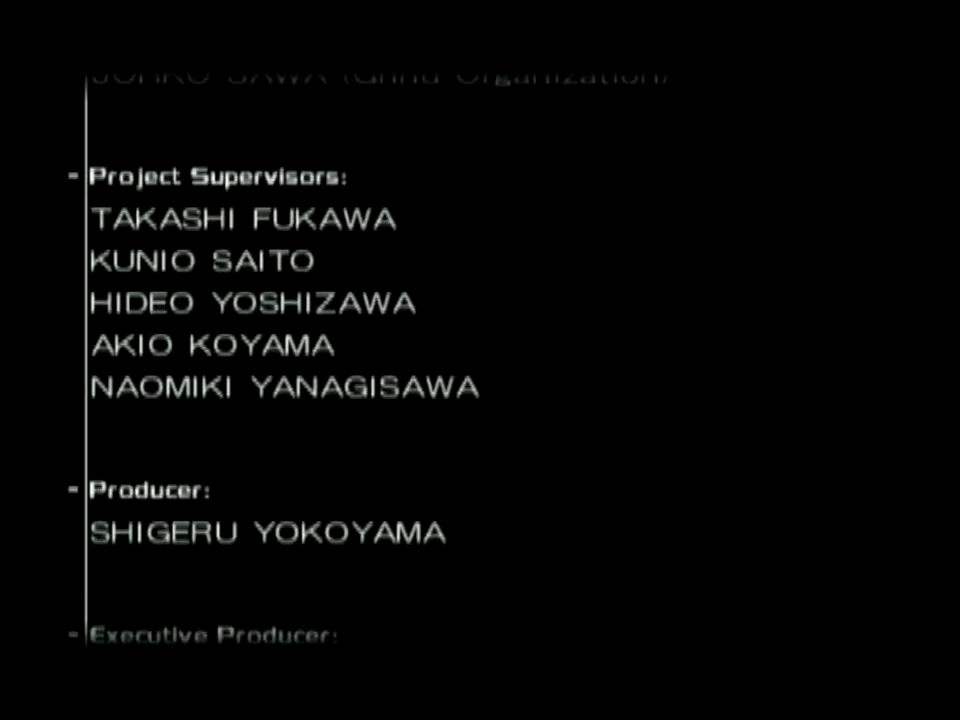 - Project Supervisors:
TAKASHI FUKAWA
KUNIO SAITO
HIDEO YOSHIZAWA
AKIO KOYAMA
NAOMIKI YANAGISAWA
- Producer:
SHIGERU YOKOYAMA
- Executive Producer: